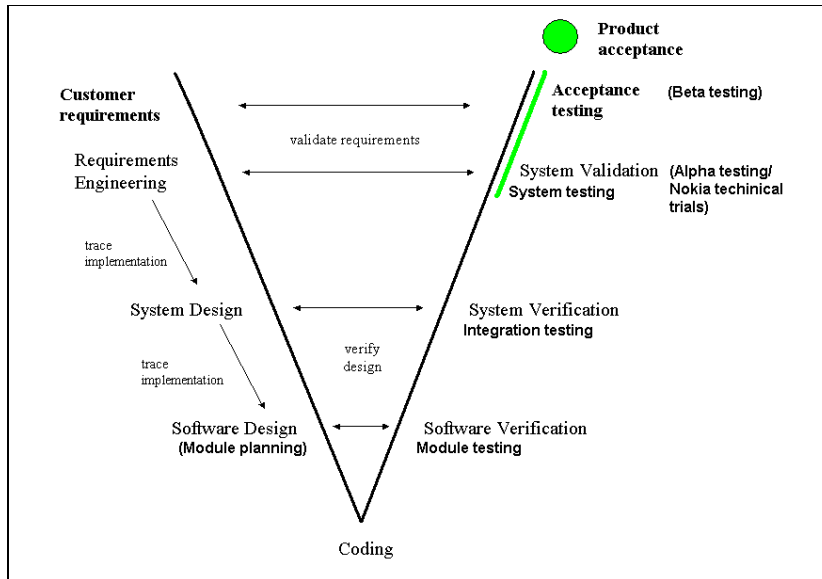 Product
acceptance
Customer
requirements
Acceptance
testing
(Beta testing)
validate requirements
Requirements
Engineering
System Validation
System testing
(Alpha testing/
Nokia techinical
trials)
trace
implementation
System Design
System Verification
Integration testing
verify
design
trace
implementation
Software Design
(Module planning)
Software Verification
Module testing
Coding